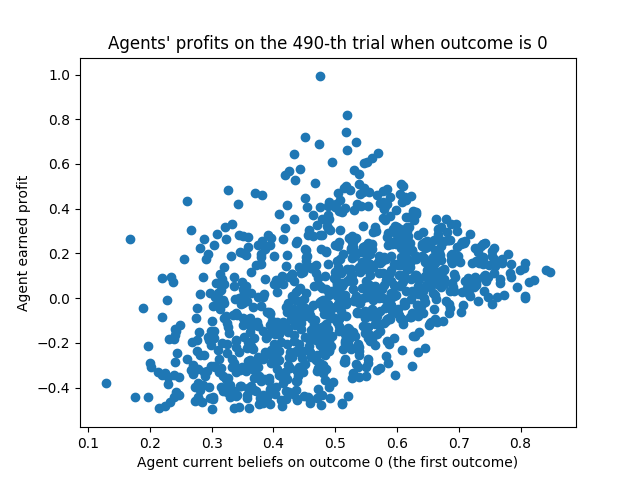 Agents' profits on the 490-th trial when outcome is 0
1.0
0.8
0.6
0.4
0.2
0.0
−0.2
−0.4
Agent earned profit
0.1 0.2 0.3 0.4 0.5 0.6 0.7 0.8
Agent current beliefs on outcome 0 (the first outcome)